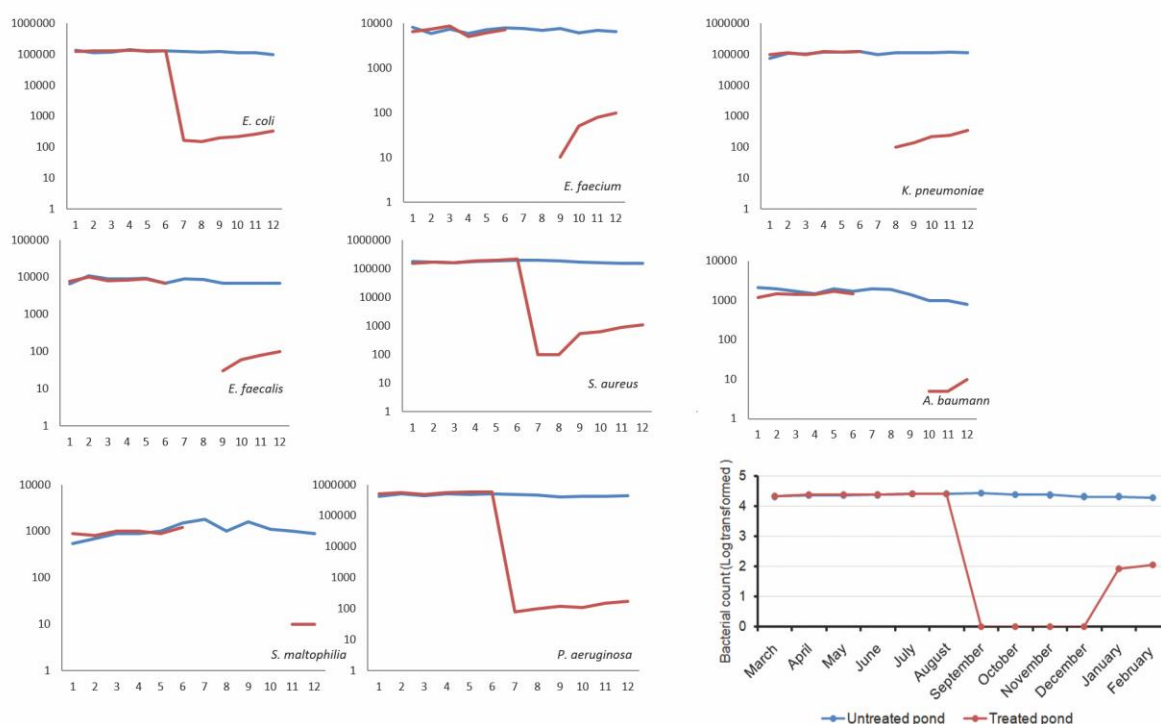 1000000
100000
10000
1000
100
10
1
E. coli
1 2 3 4 5 6 7 8 9 10 11 12
10000
1000
100
10
1
E. faecium
1 2 3 4 5 6 7 8 9 10 11 12
1000000
100000
10000
1000
100
10
1
K. pneumoniae
1 2 3 4 5 6 7 8 9 10 11 12
100000
10000
1000
100
10
1
E. faecalis
1 2 3 4 5 6 7 8 9 10 11 12
1000000
100000
10000
1000
100
10
1
S. aureus
1 2 3 4 5 6 7 8 9 10 11 12
10000
1000
100
10
1
A. baumann
1 2 3 4 5 6 7 8 9 10 11 12
10000
1000
100
10
1
S. maltophilia
1 2 3 4 5 6 7 8 9 10 11 12
1000000
100000
10000
1000
100
10
1
P. aeruginosa
1 2 3 4 5 6 7 8 9 10 11 12
Bacterial count (Log transformed )
5
4
3
2
1
0
March April May June July August September October November December January February
Untreated pond Treated pond